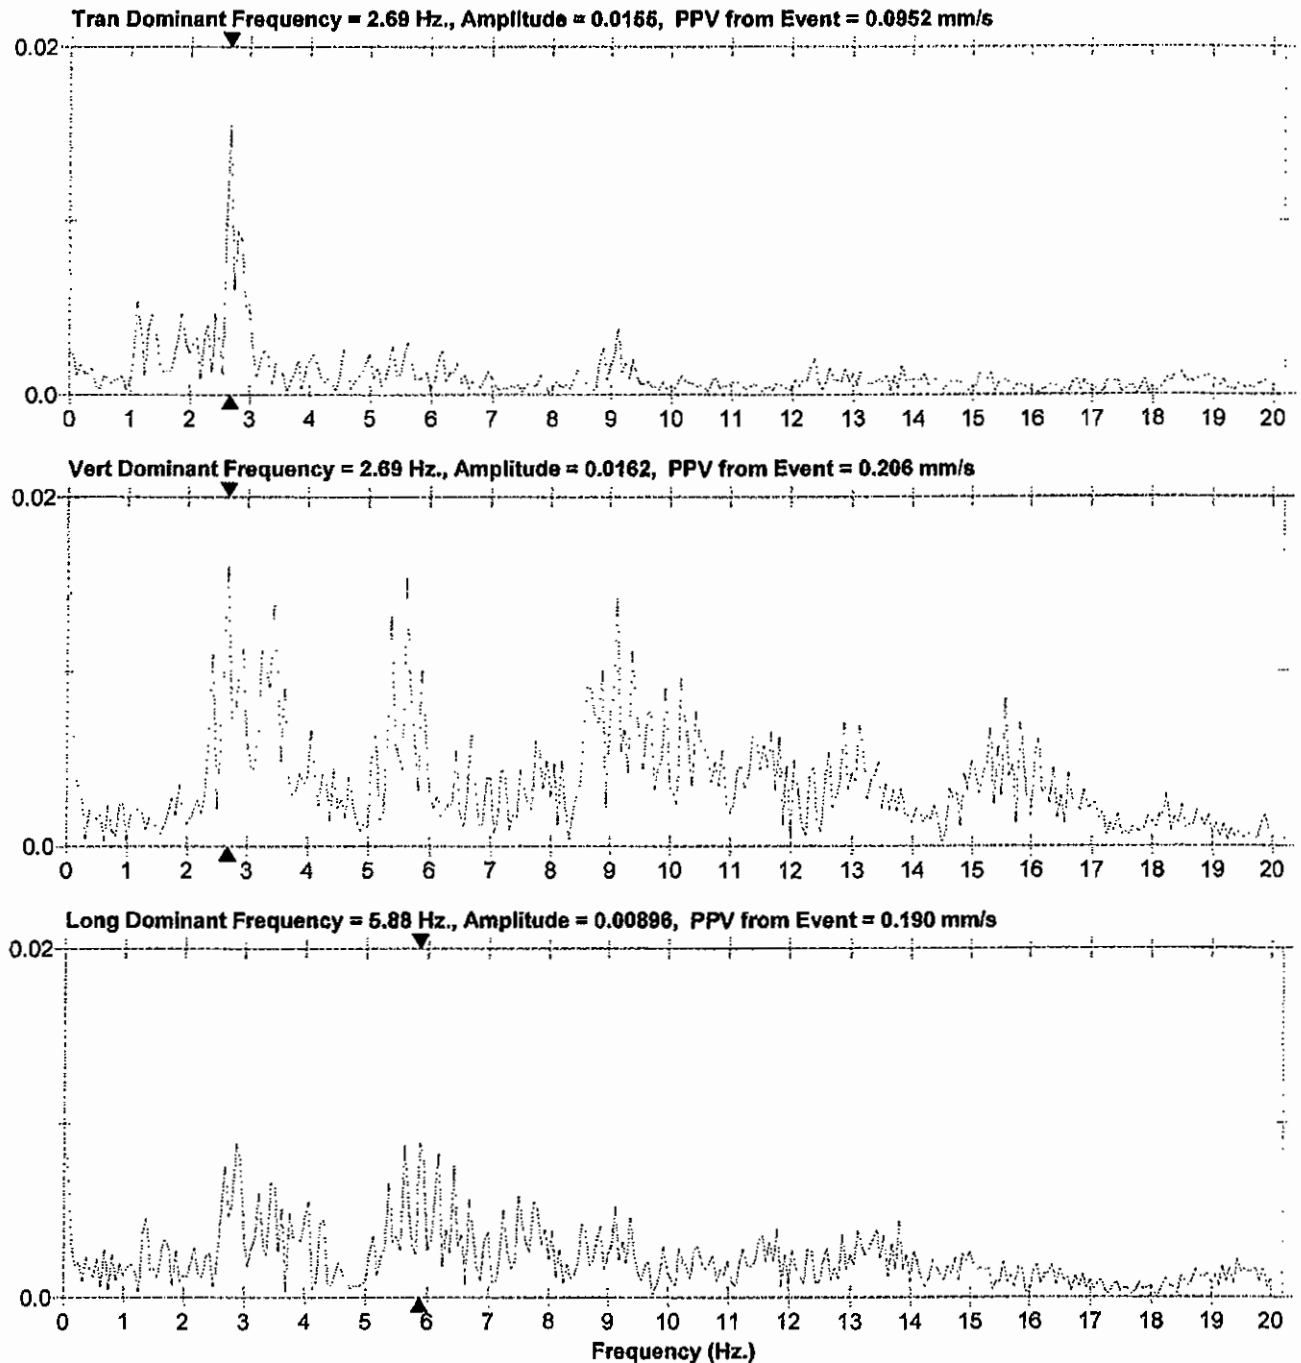 Tran Dominant Frequency = 2.69 Hz., Amplitude = 0.0155, PPV from Event = 0.0952 mm/s
0.02
0.0
0 1 2 3 4 5 6 7 8 9 10 11 12 13 14 15 16 17 18 19 20
Vert Dominant Frequency = 2.69 Hz., Amplitude = 0.0162, PPV from Event = 0.206 mm/s
0.02
0.0
0 1 2 3 4 5 6 7 8 9 10 11 12 13 14 15 16 17 18 19 20
Long Dominant Frequency = 5.88 Hz., Amplitude = 0.00896, PPV from Event = 0.190 mm/s
0.02
0.0
0 1 2 3 4 5 6 7 8 9 10 11 12 13 14 15 16 17 18 19 20
Frequency (Hz.)